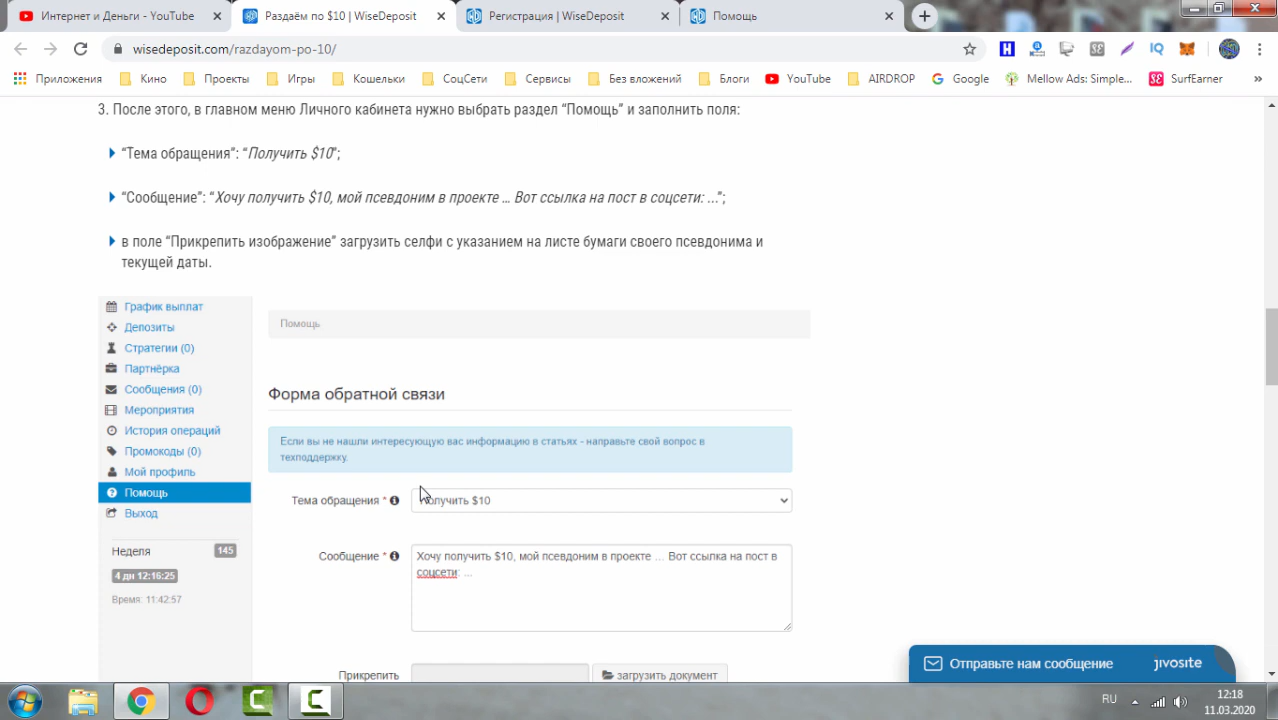 Интернет и Деньги - YouTube
Раздаём по $10 | WiseDeposit
Регистрация | WiseDeposit
Помощь
wisedeposit.com/razdayom-po-10/
Приложения Кино Проекты Игры Кошельки СоцСети Сервисы Без вложений Блоги YouTube AIRDROP Google Mellow Ads: Simple... SurfEarner »
3. После этого, в главном меню Личного кабинета нужно выбрать раздел “Помощь” и заполнить поля:
“Тема обращения”: “Получить $10”;
“Сообщение”: “Хочу получить $10, мой псевдоним в проекте … Вот ссылка на пост в соцсети: …”;
в поле “Прикрепить изображение” загрузить селфи с указанием на листе бумаги своего псевдонима и
текущей даты.
График выплат
Депозиты
Стратегии (0)
Партнёрка
Сообщения (0)
Мероприятия
История операций
Промокоды (0)
Мой профиль
Помощь
Выход
Неделя 145
4 дн 12:16:25
Время: 11:42:57
Помощь
Форма обратной связи
Если вы не нашли интересующую вас информацию в статьях - направьте свой вопрос в
техподдержку.
Тема обращения * Получить $10
Сообщение * Хочу получить $10, мой псевдоним в проекте … Вот ссылка на пост в
соцсети: …
Прикрепить загрузить документ
Отправьте нам сообщение jivosite
RU
12:18
11.03.2020